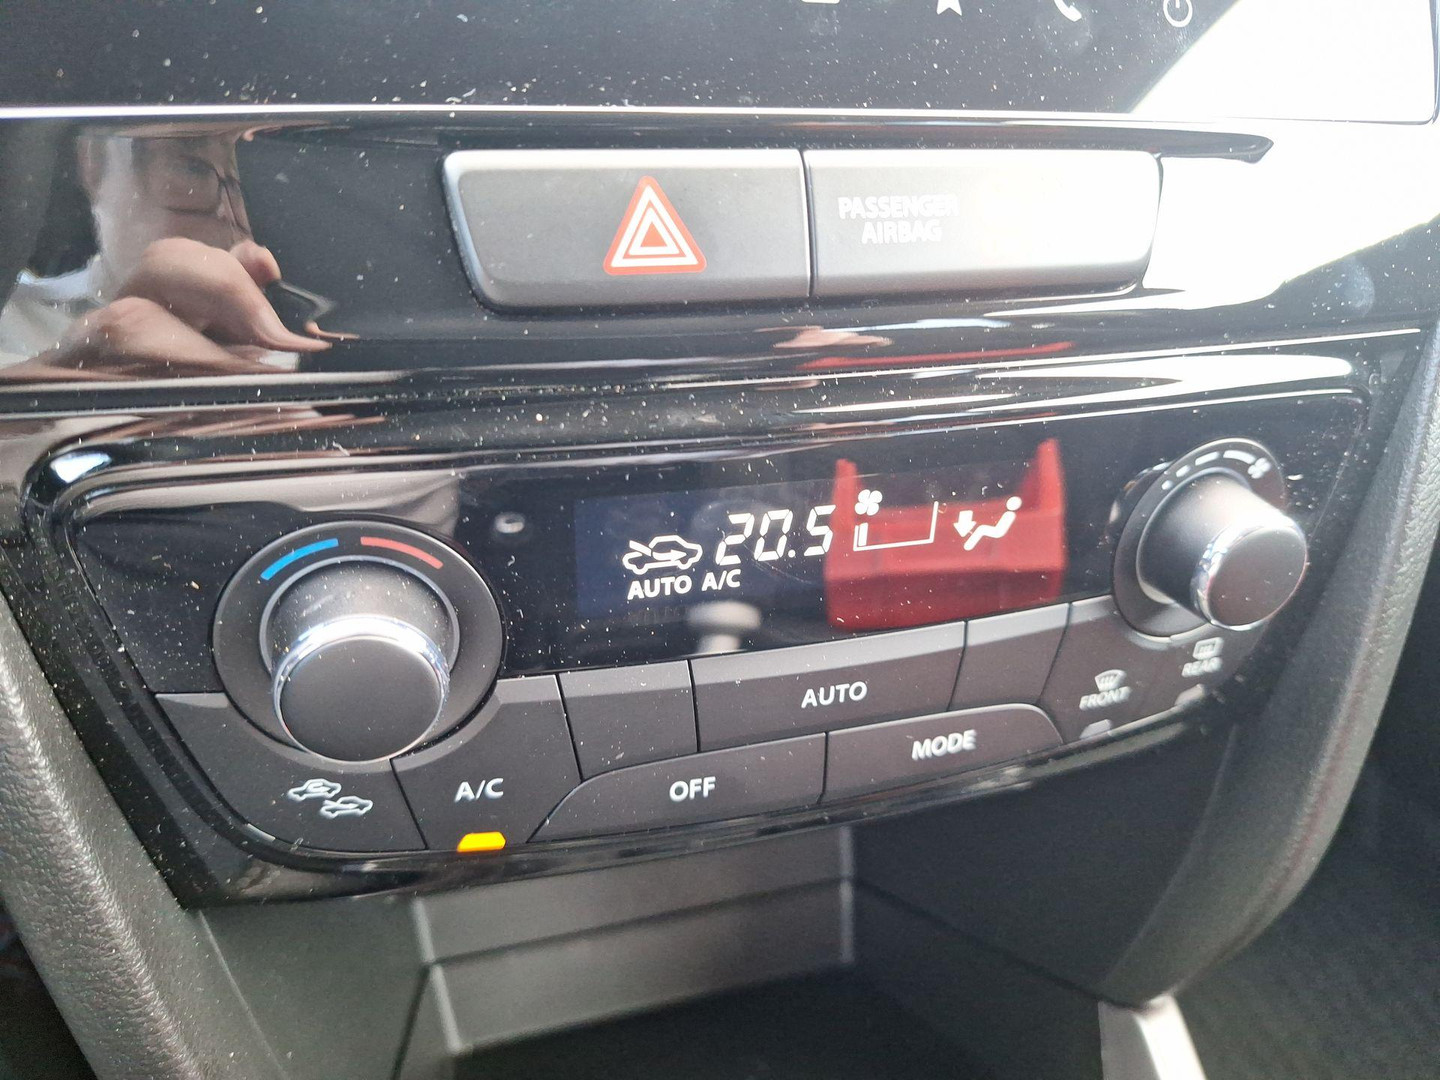 PASSENGER
AIRBAG
20.5
AUTO A/C
AUTO
REAR
FRONT
MODE
OFF
A/C